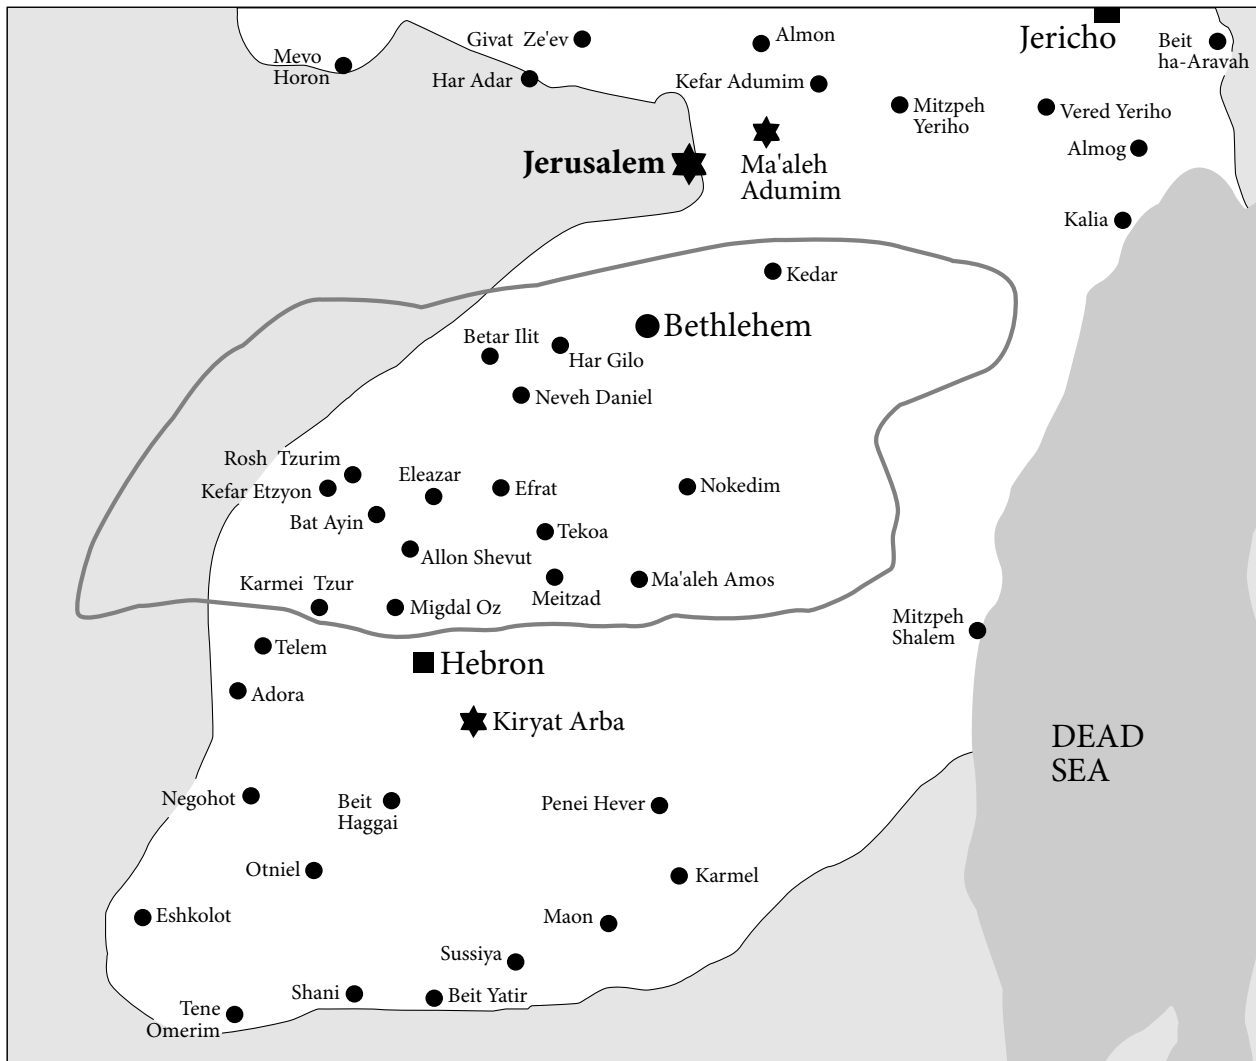 Givat Ze'ev
Almon
Jericho
Beit
ha-Aravah
Mevo
Horon
Har Adar
Kefar Adumim
Mitzpeh
Yeriho
Vered Yeriho
Almog
Jerusalem
Ma'aleh
Adumim
Kalia
Kedar
Bethlehem
Betar Ilit
Har Gilo
Neveh Daniel
Rosh Tzurim
Eleazar
Kefar Etzyon
Efrat
Nokedim
Bat Ayin
Tekoa
Allon Shevut
Karmei Tzur
Meitzad
Ma'aleh Amos
Migdal Oz
Mitzpeh
Shalem
Telem
Hebron
Adora
Kiryat Arba
DEAD
SEA
Negohot
Beit
Haggai
Penei Hever
Otniel
Karmel
Eshkolot
Maon
Sussiya
Shani
Beit Yatir
Tene
Omerim